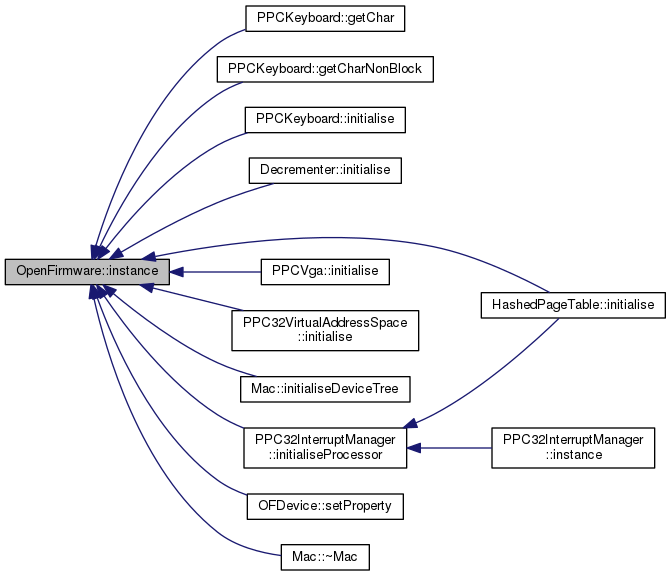 PPCKeyboard::getChar
PPCKeyboard::getCharNonBlock
PPCKeyboard::initialise
Decrementer::initialise
OpenFirmware::instance
PPCVga::initialise
HashedPageTable::initialise
PPC32VirtualAddressSpace
::initialise
Mac::initialiseDeviceTree
PPC32InterruptManager
::initialiseProcessor
PPC32InterruptManager
::instance
OFDevice::setProperty
Mac::~Mac